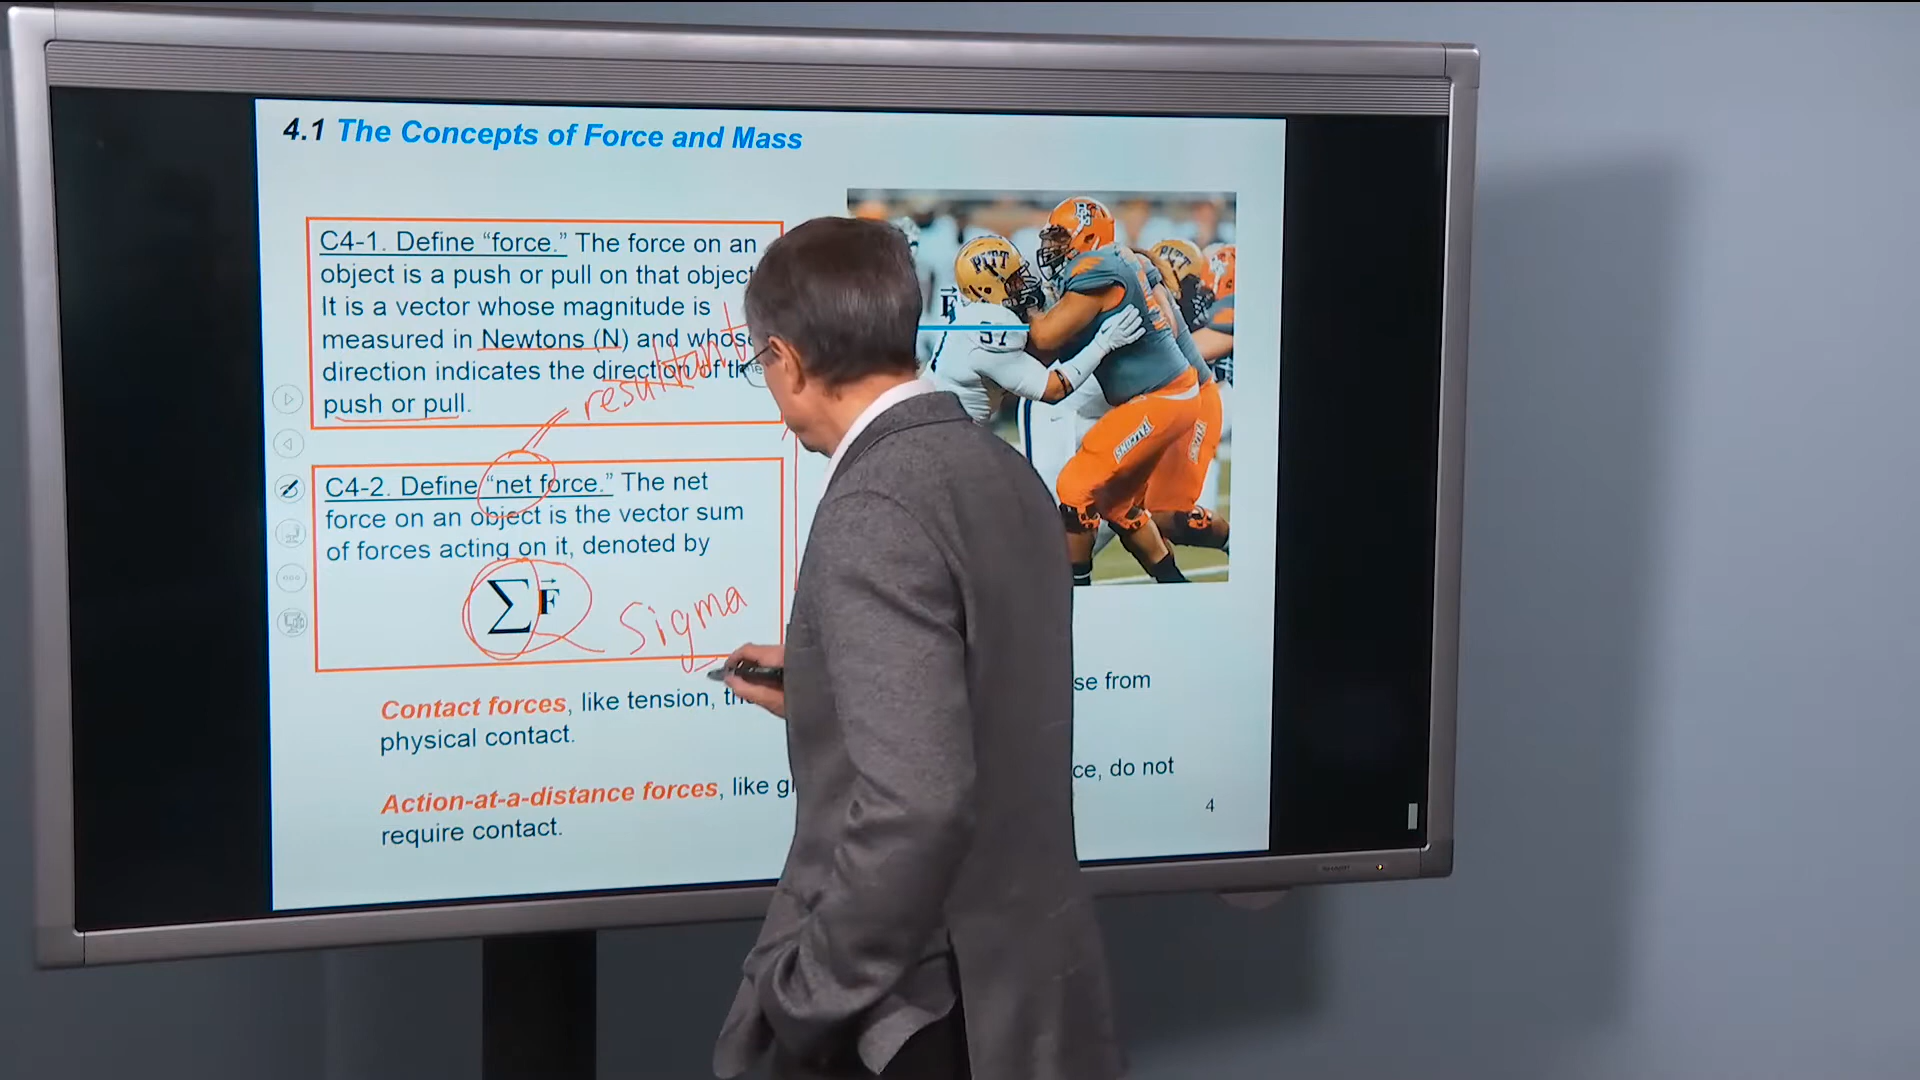 4.1 The Concepts of Force and Mass
C4-1. Define “force.” The force on an
object is a push or pull on that object
It is a vector whose magnitude is
measured in Newtons (N) and whose
direction indicates the direction of the
push or pull.
resultant
C4-2. Define “net force.” The net
force on an object is the vector sum
of forces acting on it, denoted by
∑F⃗
Sigma
F⃗
PITT
37
FALCONS
Contact forces, like tension, se from
physical contact.
Action-at-a-distance forces, like ce, do not
require contact.
4